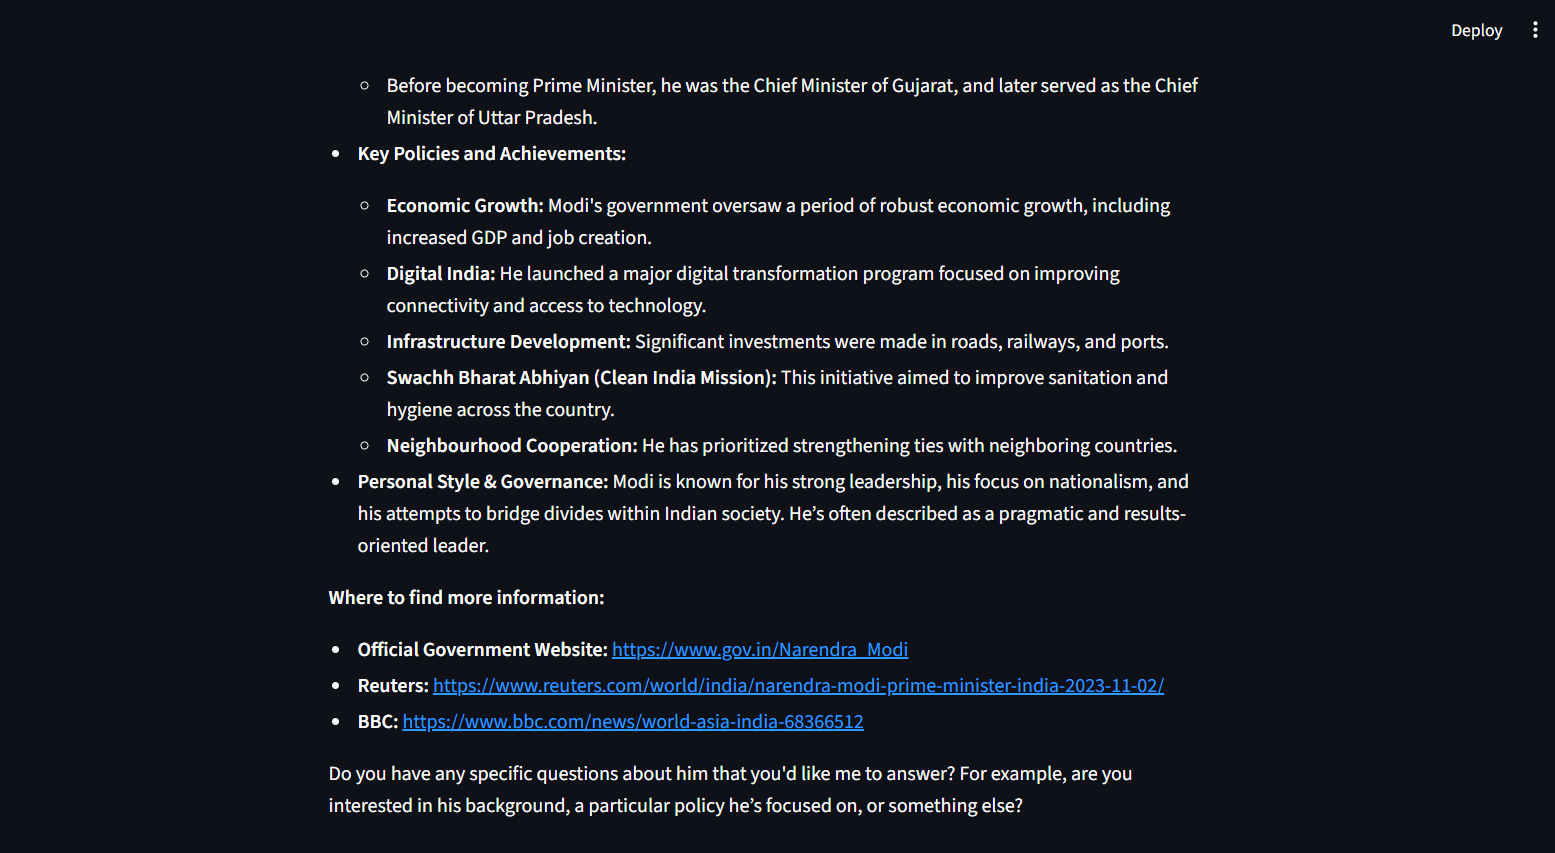 Deploy
Before becoming Prime Minister, he was the Chief Minister of Gujarat, and later served as the Chief
Minister of Uttar Pradesh.
Key Policies and Achievements:
Economic Growth: Modi's government oversaw a period of robust economic growth, including
increased GDP and job creation.
Digital India: He launched a major digital transformation program focused on improving
connectivity and access to technology.
Infrastructure Development: Significant investments were made in roads, railways, and ports.
Swachh Bharat Abhiyan (Clean India Mission): This initiative aimed to improve sanitation and
hygiene across the country.
Neighbourhood Cooperation: He has prioritized strengthening ties with neighboring countries.
Personal Style & Governance: Modi is known for his strong leadership, his focus on nationalism, and
his attempts to bridge divides within Indian society. He’s often described as a pragmatic and results-
oriented leader.
Where to find more information:
Official Government Website: https://www.gov.in/Narendra_Modi
Reuters: https://www.reuters.com/world/india/narendra-modi-prime-minister-india-2023-11-02/
BBC: https://www.bbc.com/news/world-asia-india-68366512
Do you have any specific questions about him that you'd like me to answer? For example, are you
interested in his background, a particular policy he’s focused on, or something else?